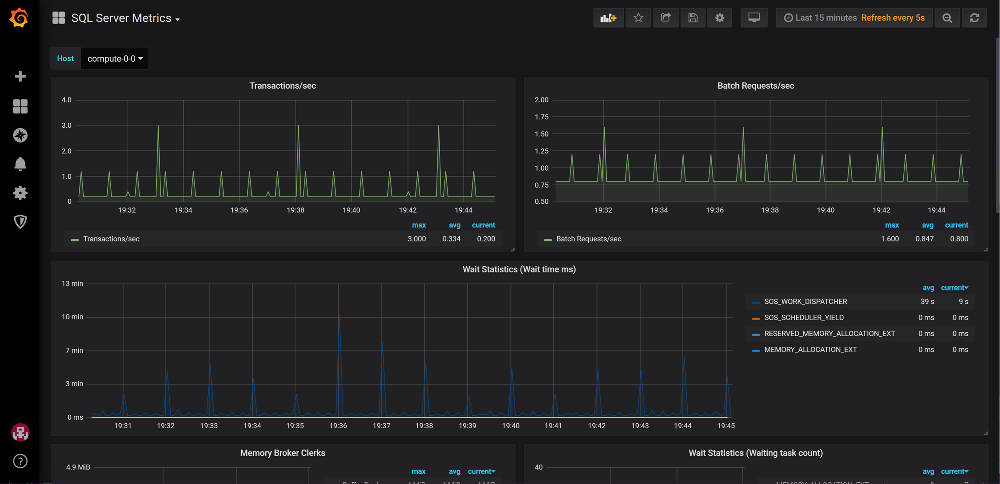 SQL Server Metrics
Last 15 minutes Refresh every 5s
Host compute-0-0
Transactions/sec
4.0
3.0
2.0
1.0
0
19:32 19:34 19:36 19:38 19:40 19:42 19:44
max avg current
Transactions/sec 3.000 0.334 0.200
Batch Requests/sec
2.00
1.75
1.50
1.25
1.00
0.75
0.50
19:32 19:34 19:36 19:38 19:40 19:42 19:44
max avg current
Batch Requests/sec 1.600 0.847 0.800
Wait Statistics (Wait time ms)
13 min
10 min
7 min
3 min
0 ms
19:31 19:32 19:33 19:34 19:35 19:36 19:37 19:38 19:39 19:40 19:41 19:42 19:43 19:44 19:45
avg current
SOS_WORK_DISPATCHER 39 s 9 s
SOS_SCHEDULER_YIELD 0 ms 0 ms
RESERVED_MEMORY_ALLOCATION_EXT 0 ms 0 ms
MEMORY_ALLOCATION_EXT 0 ms 0 ms
Memory Broker Clerks
4.9 MiB
max avg current
Wait Statistics (Waiting task count)
40
avg current
MEMORY_ALLOCATION_EXT